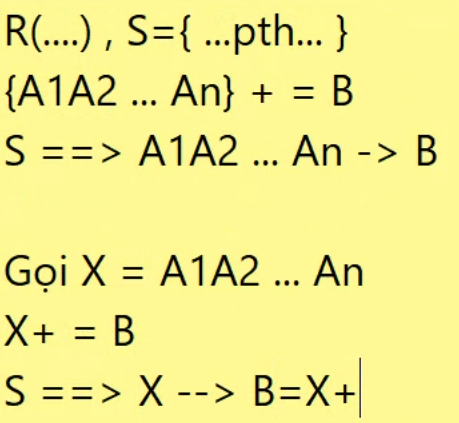 R(....) , S={ ...pth... }
{A1A2 ... An} + = B
S ==> A1A2 ... An -> B
Gọi X = A1A2 ... An
X+ = B
S ==> X --> B=X+